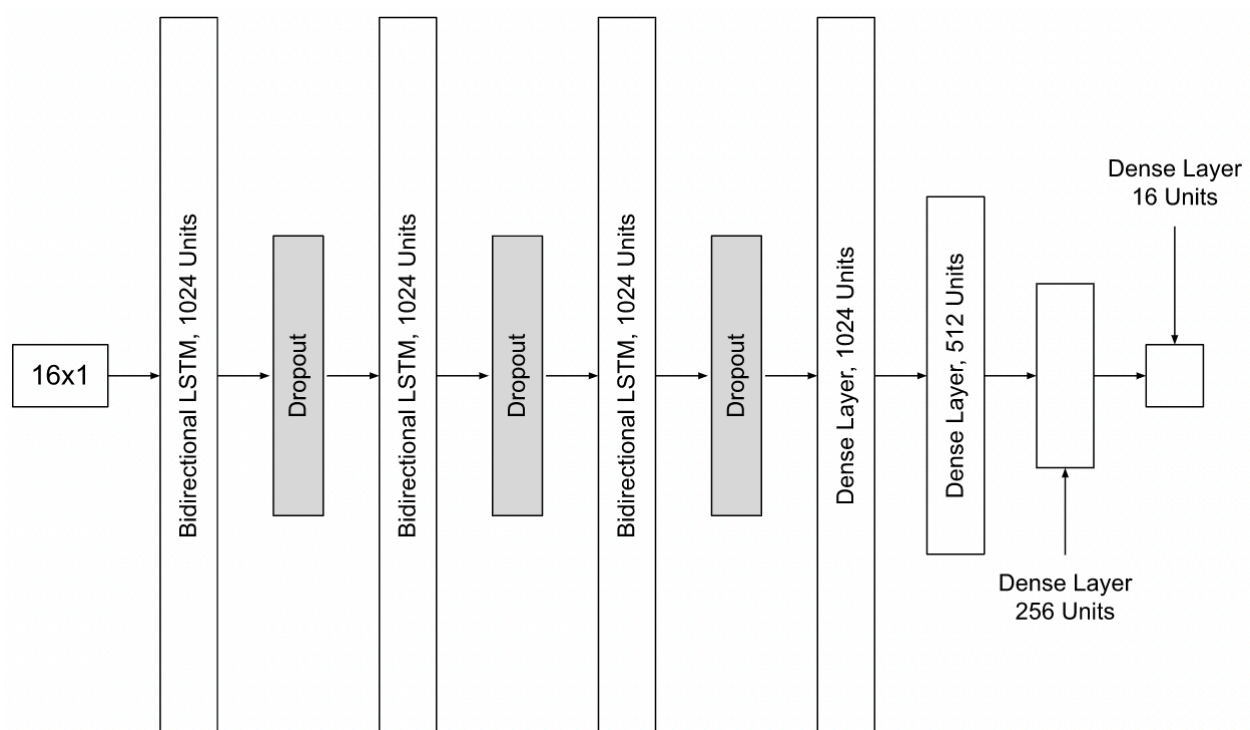 16x1
Bidirectional LSTM, 1024 Units
Dropout
Bidirectional LSTM, 1024 Units
Dropout
Bidirectional LSTM, 1024 Units
Dropout
Dense Layer, 1024 Units
Dense Layer, 512 Units
Dense Layer
256 Units
Dense Layer
16 Units